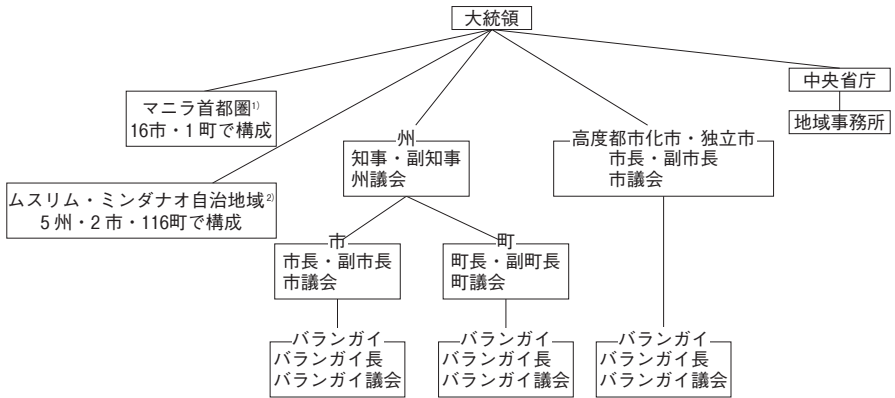 大統領
中央省庁
地域事務所
マニラ首都圏1)
16市・1町で構成
州
知事・副知事
州議会
高度都市化市・独立市
市長・副市長
市議会
ムスリム・ミンダナオ自治地域2)
5州・2市・116町で構成
市
市長・副市長
市議会
町
町長・副町長
町議会
バランガイ
バランガイ長
バランガイ議会
バランガイ
バランガイ長
バランガイ議会
バランガイ
バランガイ長
バランガイ議会